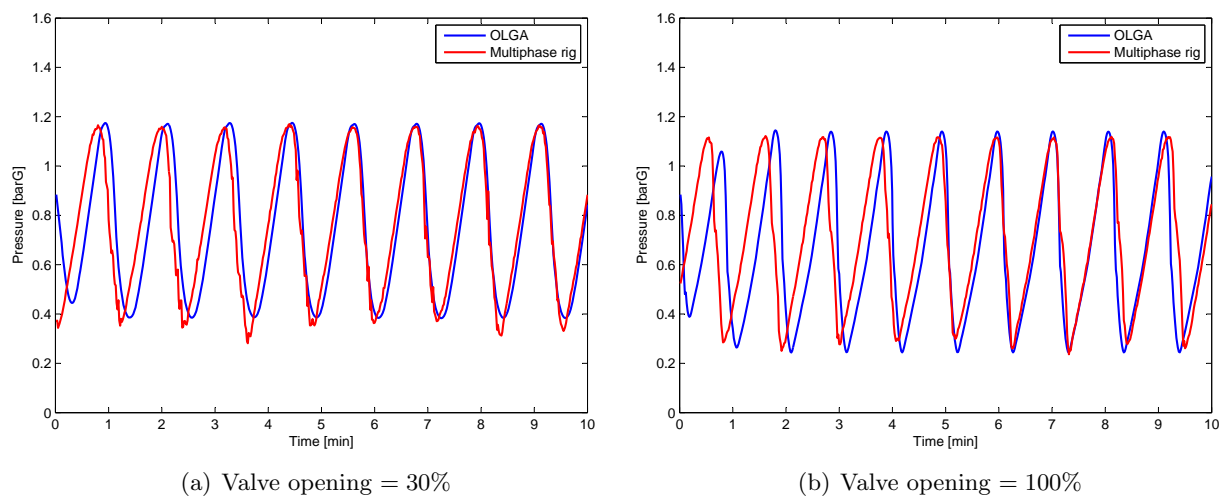 1.6
1.4
1.2
1
0.8
0.6
0.4
0.2
0
Pressure [barG]
OLGA
Multiphase rig
0 1 2 3 4 5 6 7 8 9 10
Time [min]
(a) Valve opening = 30%
1.6
1.4
1.2
1
0.8
0.6
0.4
0.2
0
Pressure [barG]
OLGA
Multiphase rig
0 1 2 3 4 5 6 7 8 9 10
Time [min]
(b) Valve opening = 100%